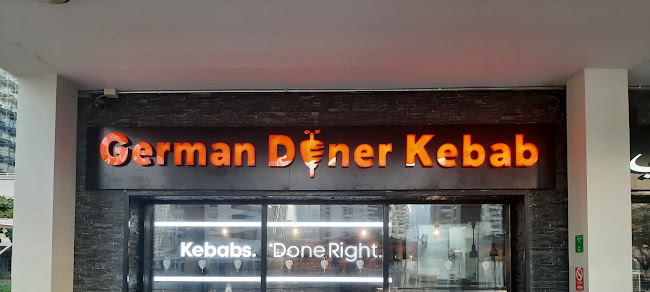 German Döner Kebab
Kebabs. Done Right.